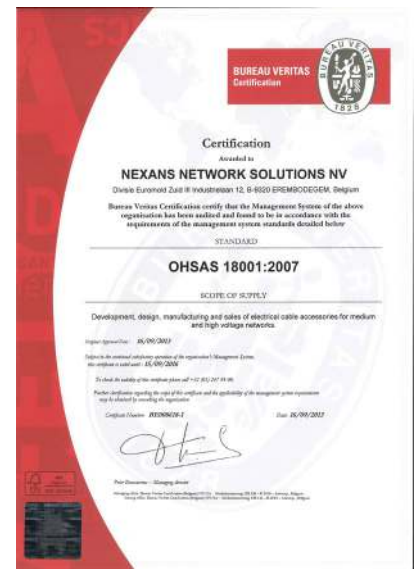 BUREAU VERITAS
Certification
BUREAU VERITAS
1828
Certification
Awarded to
NEXANS NETWORK SOLUTIONS NV
Divisie Euromold Zuid III Industrielaan 12, B-9320 EREMBODEGEM, Belgium
Bureau Veritas Certification certify that the Management System of the above
organisation has been audited and found to be in accordance with the
requirements of the management system standards detailed below
STANDARD
OHSAS 18001:2007
SCOPE OF SUPPLY
Development, design, manufacturing and sales of electrical cable accessories for medium
and high voltage networks.
Original Approval Date: 16/09/2013
Subject to the continued satisfactory operation of the organisation's Management System,
this certificate is valid until: 15/09/2016
To check the validity of this certificate please call
Further clarification regarding the scope of this certificate and the applicability of the management system requirements
may be obtained by consulting the organisation
Certificate Number:
Date: 16/09/2013
Managing director